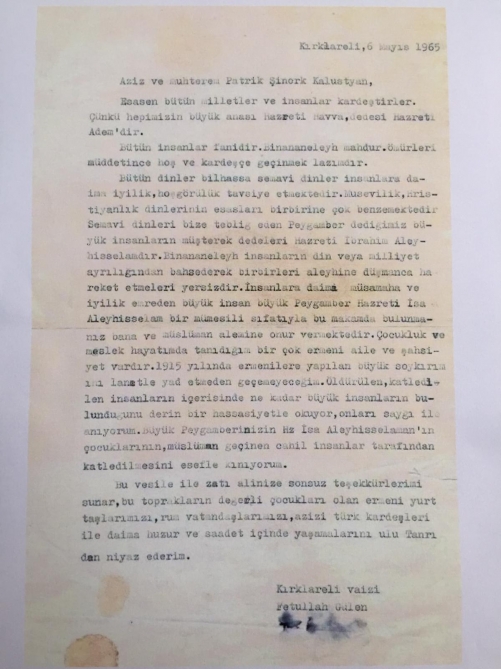 Kırklareli, 6 Mayıs 1965
Aziz ve muhterem Patrik Şinork Kalustyan,
Esasen bütün milletler ve insanlar kardeştirler.
Çünkü hepimizin büyük anası Hazreti Havva,dedesi Hazreti
Adem'dir.
Bütün insanlar fanidir.Binananeleyh mahdur.Ömürleri
müddetince hoş ve kardeşçe geçinmek lazımdır.
Bütün dinler bilhassa semavi dinler insanlara da-
ima iyilik,hoşgörülük tavsiye etmektedir.Musevilik,Hris-
tiyanlık dinlerinin esasları birbirine çok benzemektedir
Semavi dinleri bize tebliğ eden Peygamber dediğimiz bü-
yük insanların müşterek dedeleri Hazreti İbrahim Aley-
hisselamdır.Binananeleyh insanların din veya milliyet
ayrılığından bahsederek birbirleri aleyhine düşmanca ha
reket etmeleri yersizdir.İnsanlara daima müsamaha ve
iyilik emreden büyük insan büyük Peygamber Hazreti İsa
Aleyhisselam bir mümesili sıfatıyla bu makamda bulunma-
nız bana ve müslüman alemine onur vermektedir.Çocukluk ve
meslek hayatımda tanıdığım bir çok ermeni aile ve şahsi-
yet vardır.1915 yılında ermenilere yapılan büyük soykırım
ını lanetle yad etmeden geçemeyeceğim.Öldürülen,katledi
len insanların içerisinde ne kadar büyük insanların bu-
lunduğunu derin bir hassasiyetle okuyor,onları saygı ile
anıyorum.Büyük Peygamberinizin Hz İsa Aleyhisselamın'ın
çocuklarının,müslüman geçinen cahil insanlar tarafından
katledilmesini esefle kınıyorum.
Bu vesile ile zatı alinize sonsuz teşekkürlerimi
sunar,bu toprakların değerli çocukları olan ermeni yurt
taşlarımızı,rum vatandaşlarımızı,azizi türk kardeşleri
ile daima huzur ve saadet içinde yaşamalarını ulu Tanrı
dan niyaz ederim.
Kırklareli vaizi
Fetullah Gülen